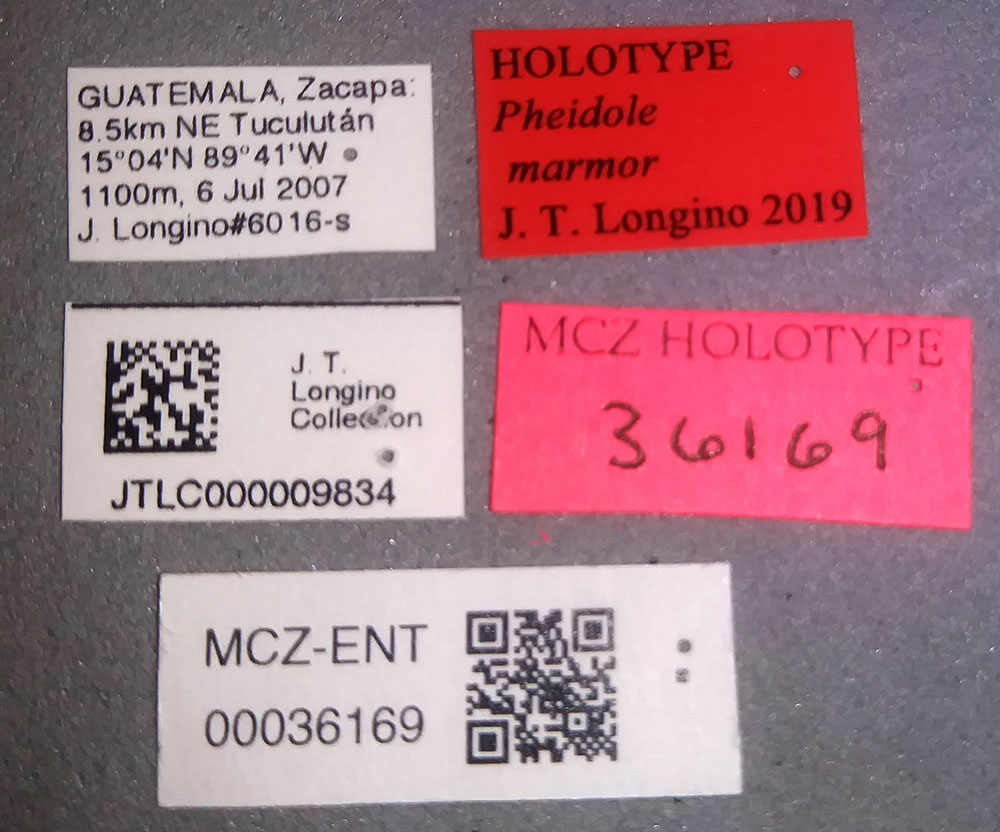 GUATEMALA, Zacapa:
8.5km NE Tuculután
15°04'N 89°41'W
1100m, 6 Jul 2007
J. Longino#6016-s
HOLOTYPE
Pheidole
marmor
J. T. Longino 2019
J. T.
Longino
Collection
JTLC000009834
MCZ HOLOTYPE
36169
MCZ-ENT
00036169